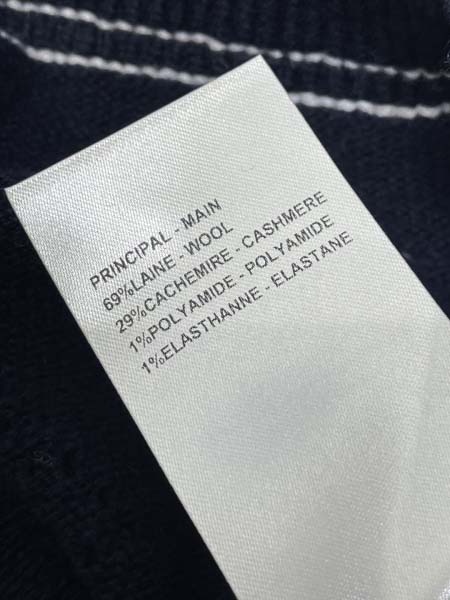 PRINCIPAL - MAIN
69%LAINE - WOOL
29%CACHEMIRE - CASHMERE
1%POLYAMIDE - POLYAMIDE
1%ELASTHANNE - ELASTANE